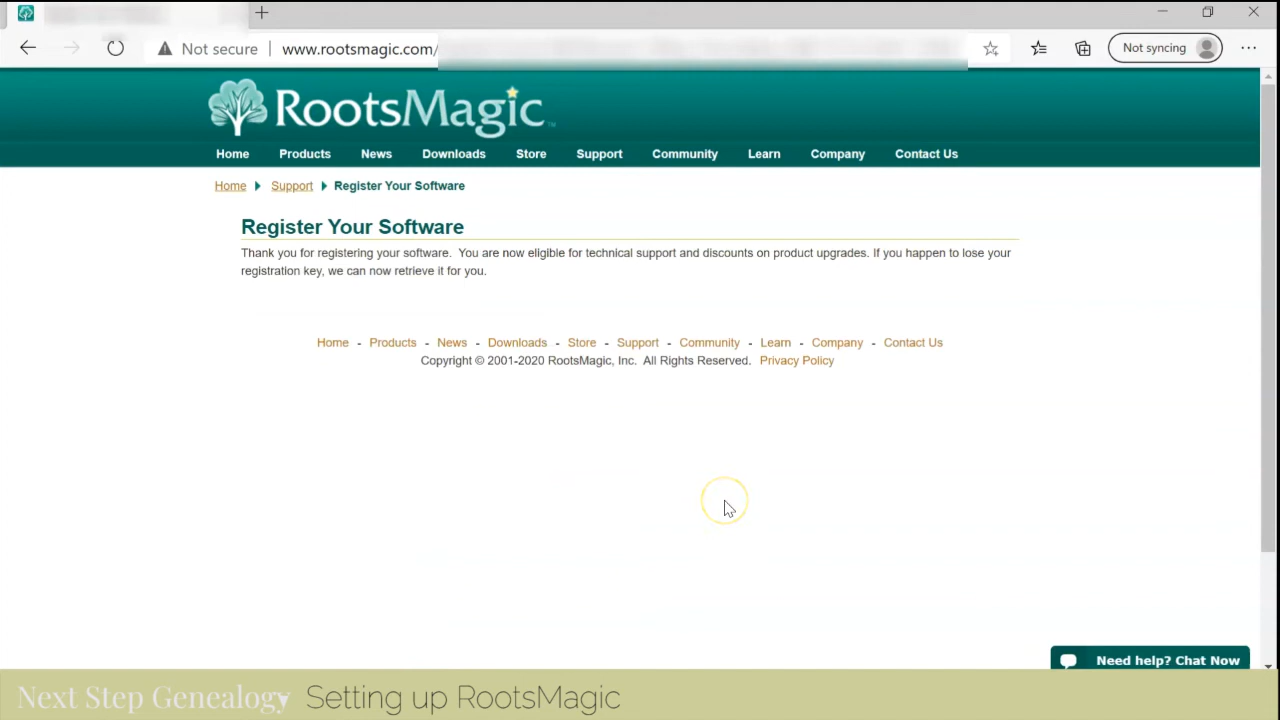 Not secure | www.rootsmagic.com/
Not syncing
RootsMagic™
Home Products News Downloads Store Support Community Learn Company Contact Us
Home Support Register Your Software
Register Your Software
Thank you for registering your software. You are now eligible for technical support and discounts on product upgrades. If you happen to lose your
registration key, we can now retrieve it for you.
Home - Products - News - Downloads - Store - Support - Community - Learn - Company - Contact Us
Copyright © 2001-2020 RootsMagic, Inc. All Rights Reserved. Privacy Policy
Need help? Chat Now
Next Step Genealogy Setting up RootsMagic